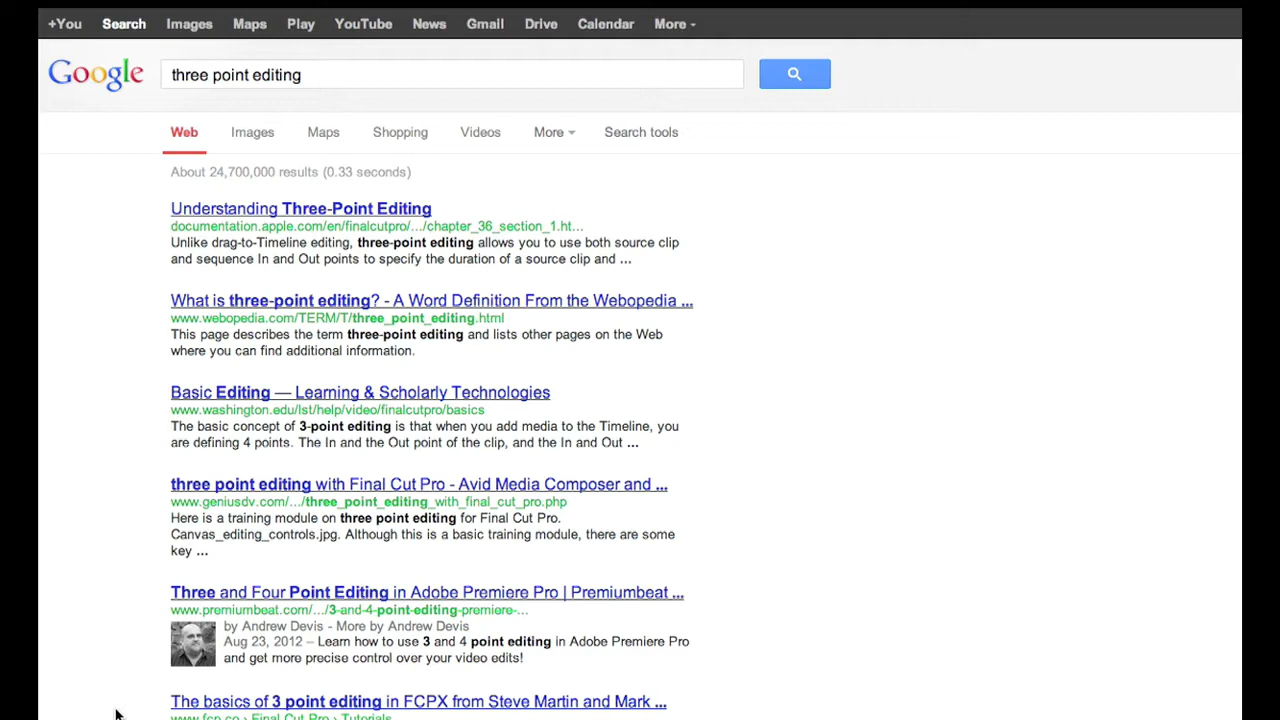 +You Search Images Maps Play YouTube News Gmail Drive Calendar More
Google three point editing
Web Images Maps Shopping Videos More Search tools
About 24,700,000 results (0.33 seconds)
Understanding Three-Point Editing
documentation.apple.com/en/finalcutpro/.../chapter_36_section_1.ht...
Unlike drag-to-Timeline editing, three-point editing allows you to use both source clip
and sequence In and Out points to specify the duration of a source clip and ...
What is three-point editing? - A Word Definition From the Webopedia ...
www.webopedia.com/TERM/T/three_point_editing.html
This page describes the term three-point editing and lists other pages on the Web
where you can find additional information.
Basic Editing — Learning & Scholarly Technologies
www.washington.edu/lst/help/video/finalcutpro/basics
The basic concept of 3-point editing is that when you add media to the Timeline, you
are defining 4 points. The In and the Out point of the clip, and the In and Out ...
three point editing with Final Cut Pro - Avid Media Composer and ...
www.geniusdv.com/.../three_point_editing_with_final_cut_pro.php
Here is a training module on three point editing for Final Cut Pro.
Canvas_editing_controls.jpg. Although this is a basic training module, there are some
key ...
Three and Four Point Editing in Adobe Premiere Pro | Premiumbeat ...
www.premiumbeat.com/.../3-and-4-point-editing-premiere-...
by Andrew Devis - More by Andrew Devis
Aug 23, 2012 – Learn how to use 3 and 4 point editing in Adobe Premiere Pro
and get more precise control over your video edits!
The basics of 3 point editing in FCPX from Steve Martin and Mark ...
www.fcp.co › Final Cut Pro › Tutorials